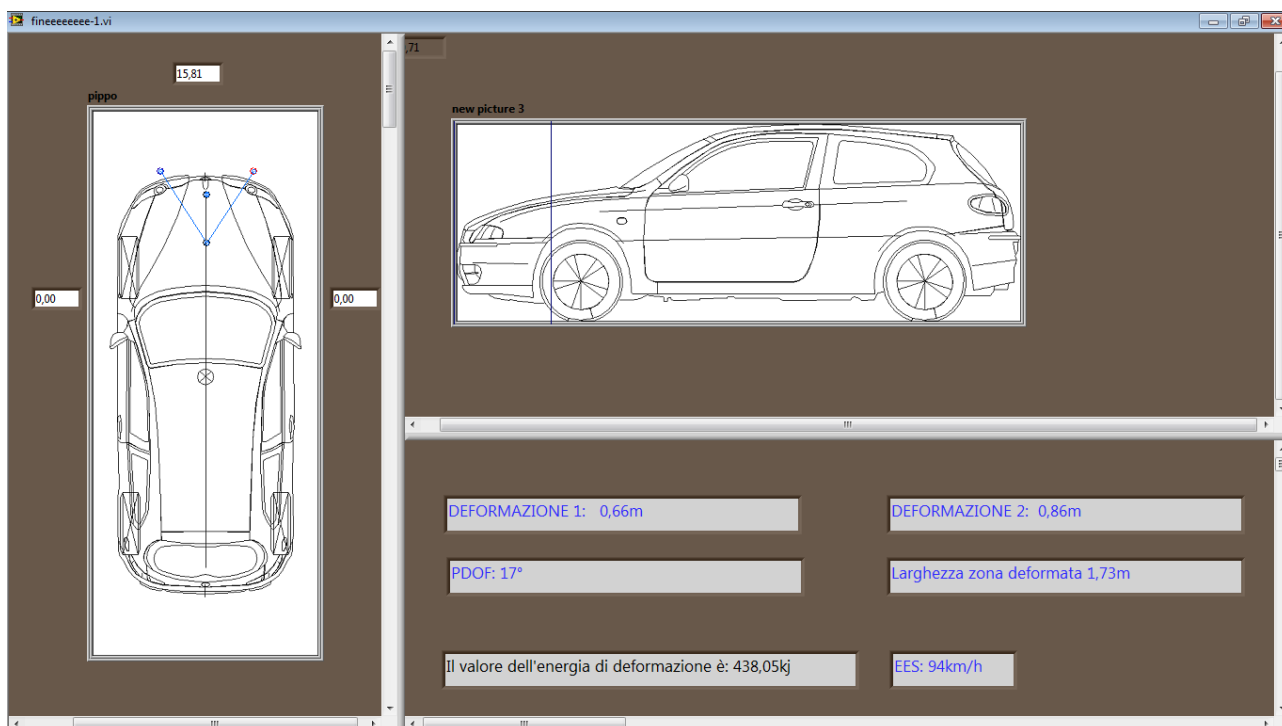 fineeeeeeee-1.vi
15,81
pippo
0,00
0,00
,71
new picture 3
DEFORMAZIONE 1: 0,66m
DEFORMAZIONE 2: 0,86m
PDOF: 17°
Larghezza zona deformata 1,73m
Il valore dell'energia di deformazione è: 438,05kj
EES: 94km/h